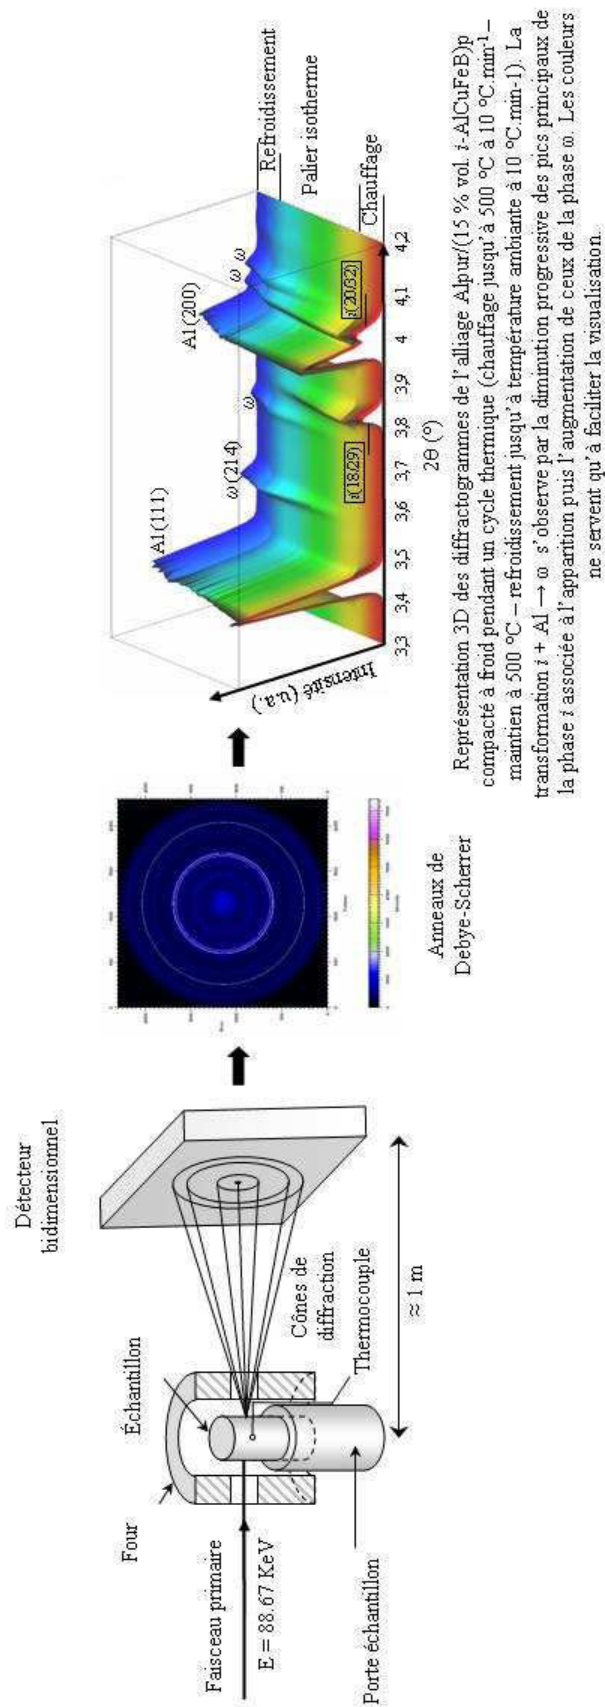 Détecteur
bidimensionnel
Four
Échantillon
Faisceau primaire
E = 88.67 KeV
Cônes de
diffraction
Thermocouple
Porte échantillon
≈ 1 m
Anneaux de
Debye-Scherrer
Intensité (u.a.)
Al(111)
ω (214)
ω
Al(200)
ω
ω
Refroidissement
Palier isotherme
Chauffage
i(18/29)
i(20/32)
3,3 3,4 3,5 3,6 3,7 3,8 3,9 4 4,1 4,2
2θ (°)
Représentation 3D des diffractogrammes de l'alliage Alpur/(15 % vol. i-AlCuFeB)p
compacté à froid pendant un cycle thermique (chauffage jusqu'à 500 °C à 10 °C.min⁻¹ –
maintien à 500 °C – refroidissement jusqu'à température ambiante à 10 °C.min-1). La
transformation i + Al → ω s'observe par la diminution progressive des pics principaux de
la phase i associée à l'apparition puis l'augmentation de ceux de la phase ω. Les couleurs
ne servent qu'à faciliter la visualisation.